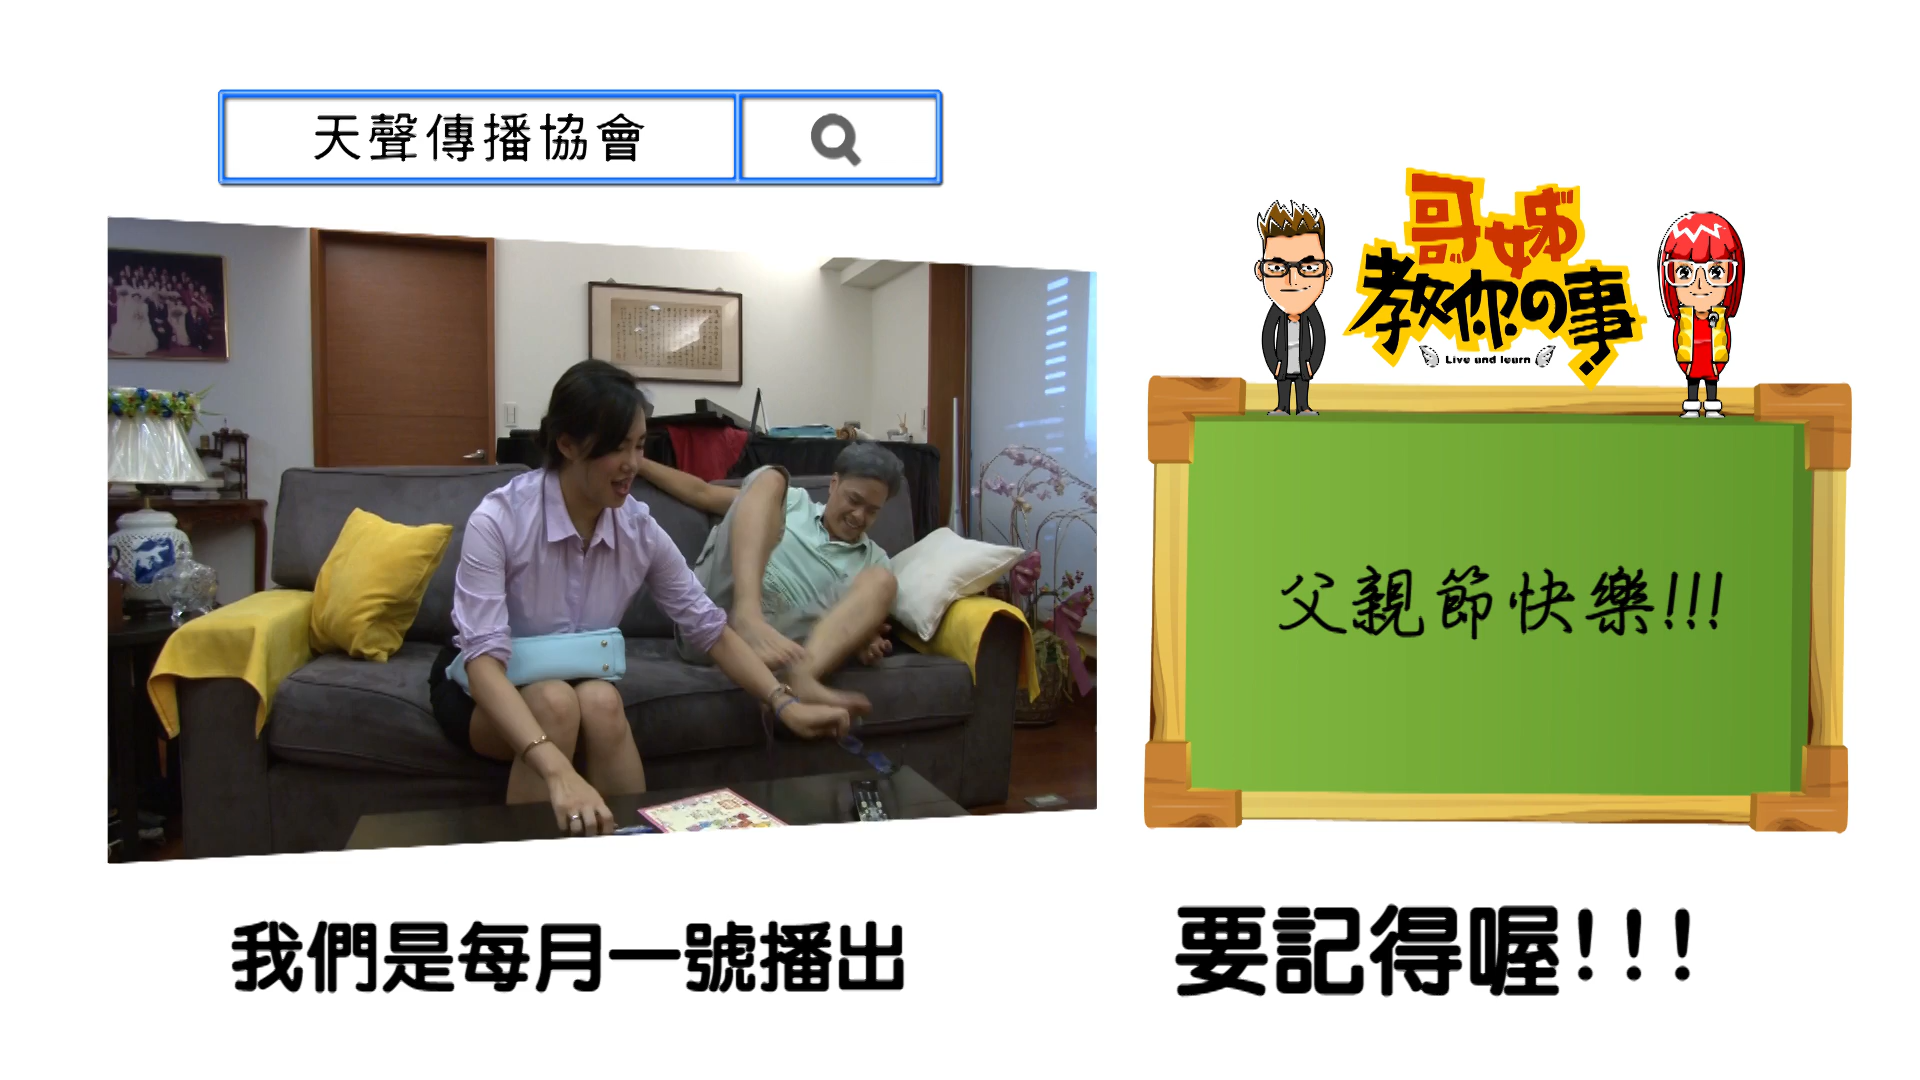 天聲傳播協會
哥姊
教你の事
Live and learn
父親節快樂!!!
我們是每月一號播出
要記得喔!!!